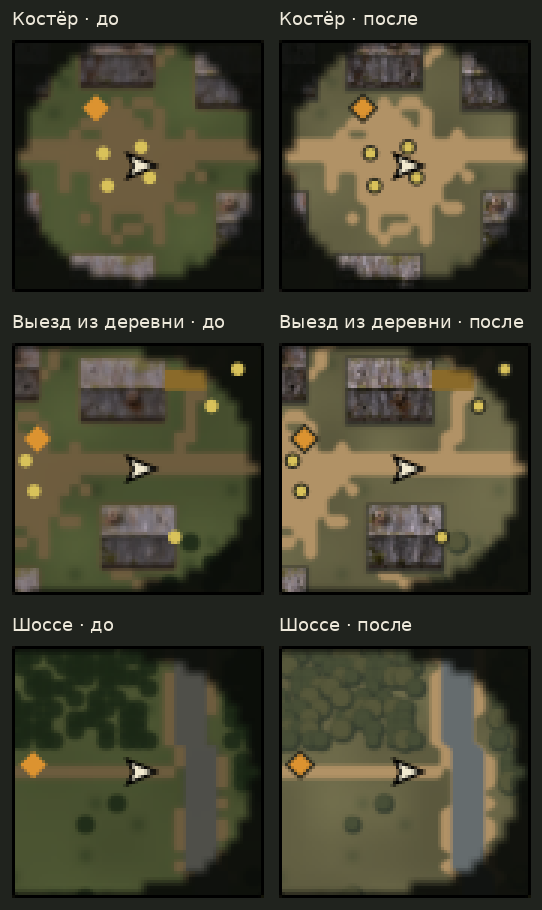 Костёр · до
Костёр · после
Выезд из деревни · до
Выезд из деревни · после
Шоссе · до
Шоссе · после